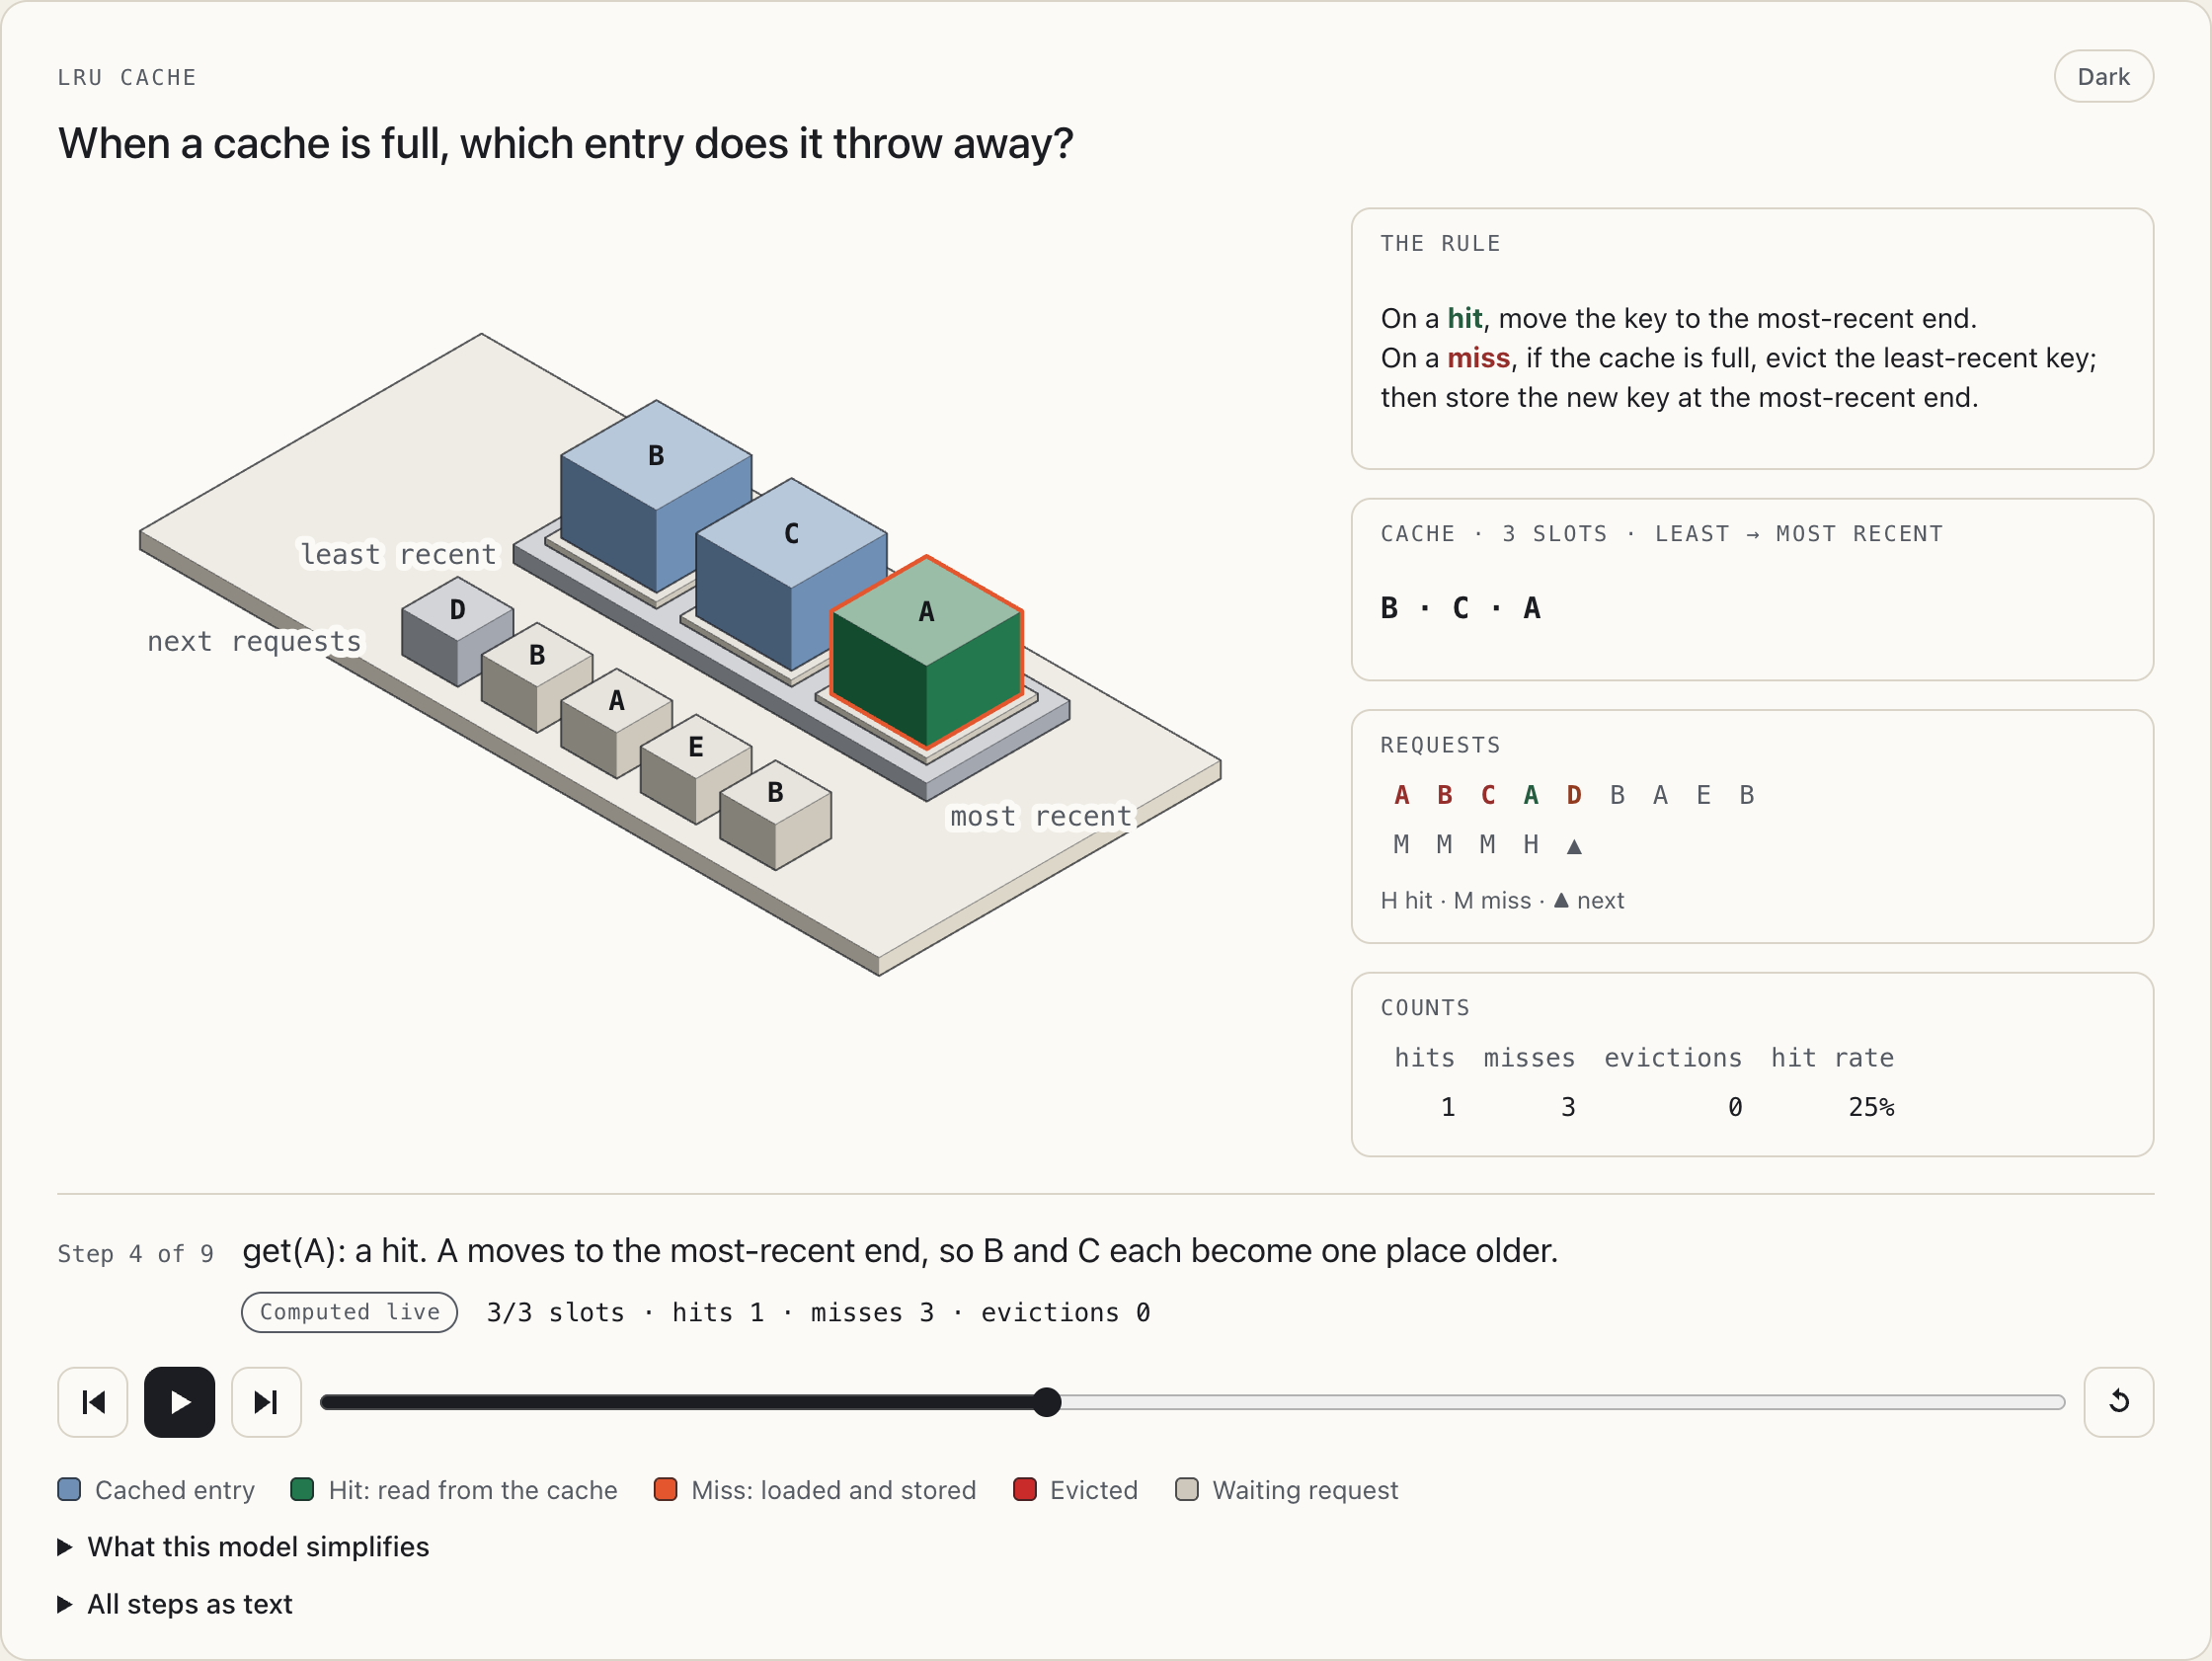 LRU CACHE
Dark
When a cache is full, which entry does it throw away?
B
C
A
least recent
D
next requests
B
A
E
B
most recent
THE RULE
On a hit, move the key to the most-recent end.
On a miss, if the cache is full, evict the least-recent key;
then store the new key at the most-recent end.
CACHE · 3 SLOTS · LEAST → MOST RECENT
B · C · A
REQUESTS
A B C A D B A E B
M M M H ▲
H hit · M miss · ▲ next
COUNTS
hits misses evictions hit rate
1 3 0 25%
Step 4 of 9 get(A): a hit. A moves to the most-recent end, so B and C each become one place older.
Computed live 3/3 slots · hits 1 · misses 3 · evictions 0
Cached entry Hit: read from the cache Miss: loaded and stored Evicted Waiting request
▶ What this model simplifies
▶ All steps as text